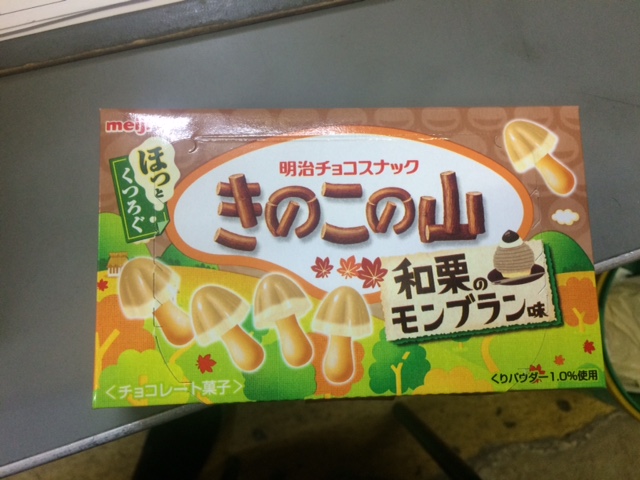 meiji
ほっと
くつろぐ
明治チョコスナック
きのこの山
和栗の
モンブラン味
<チョコレート菓子>
くりパウダー1.0%使用